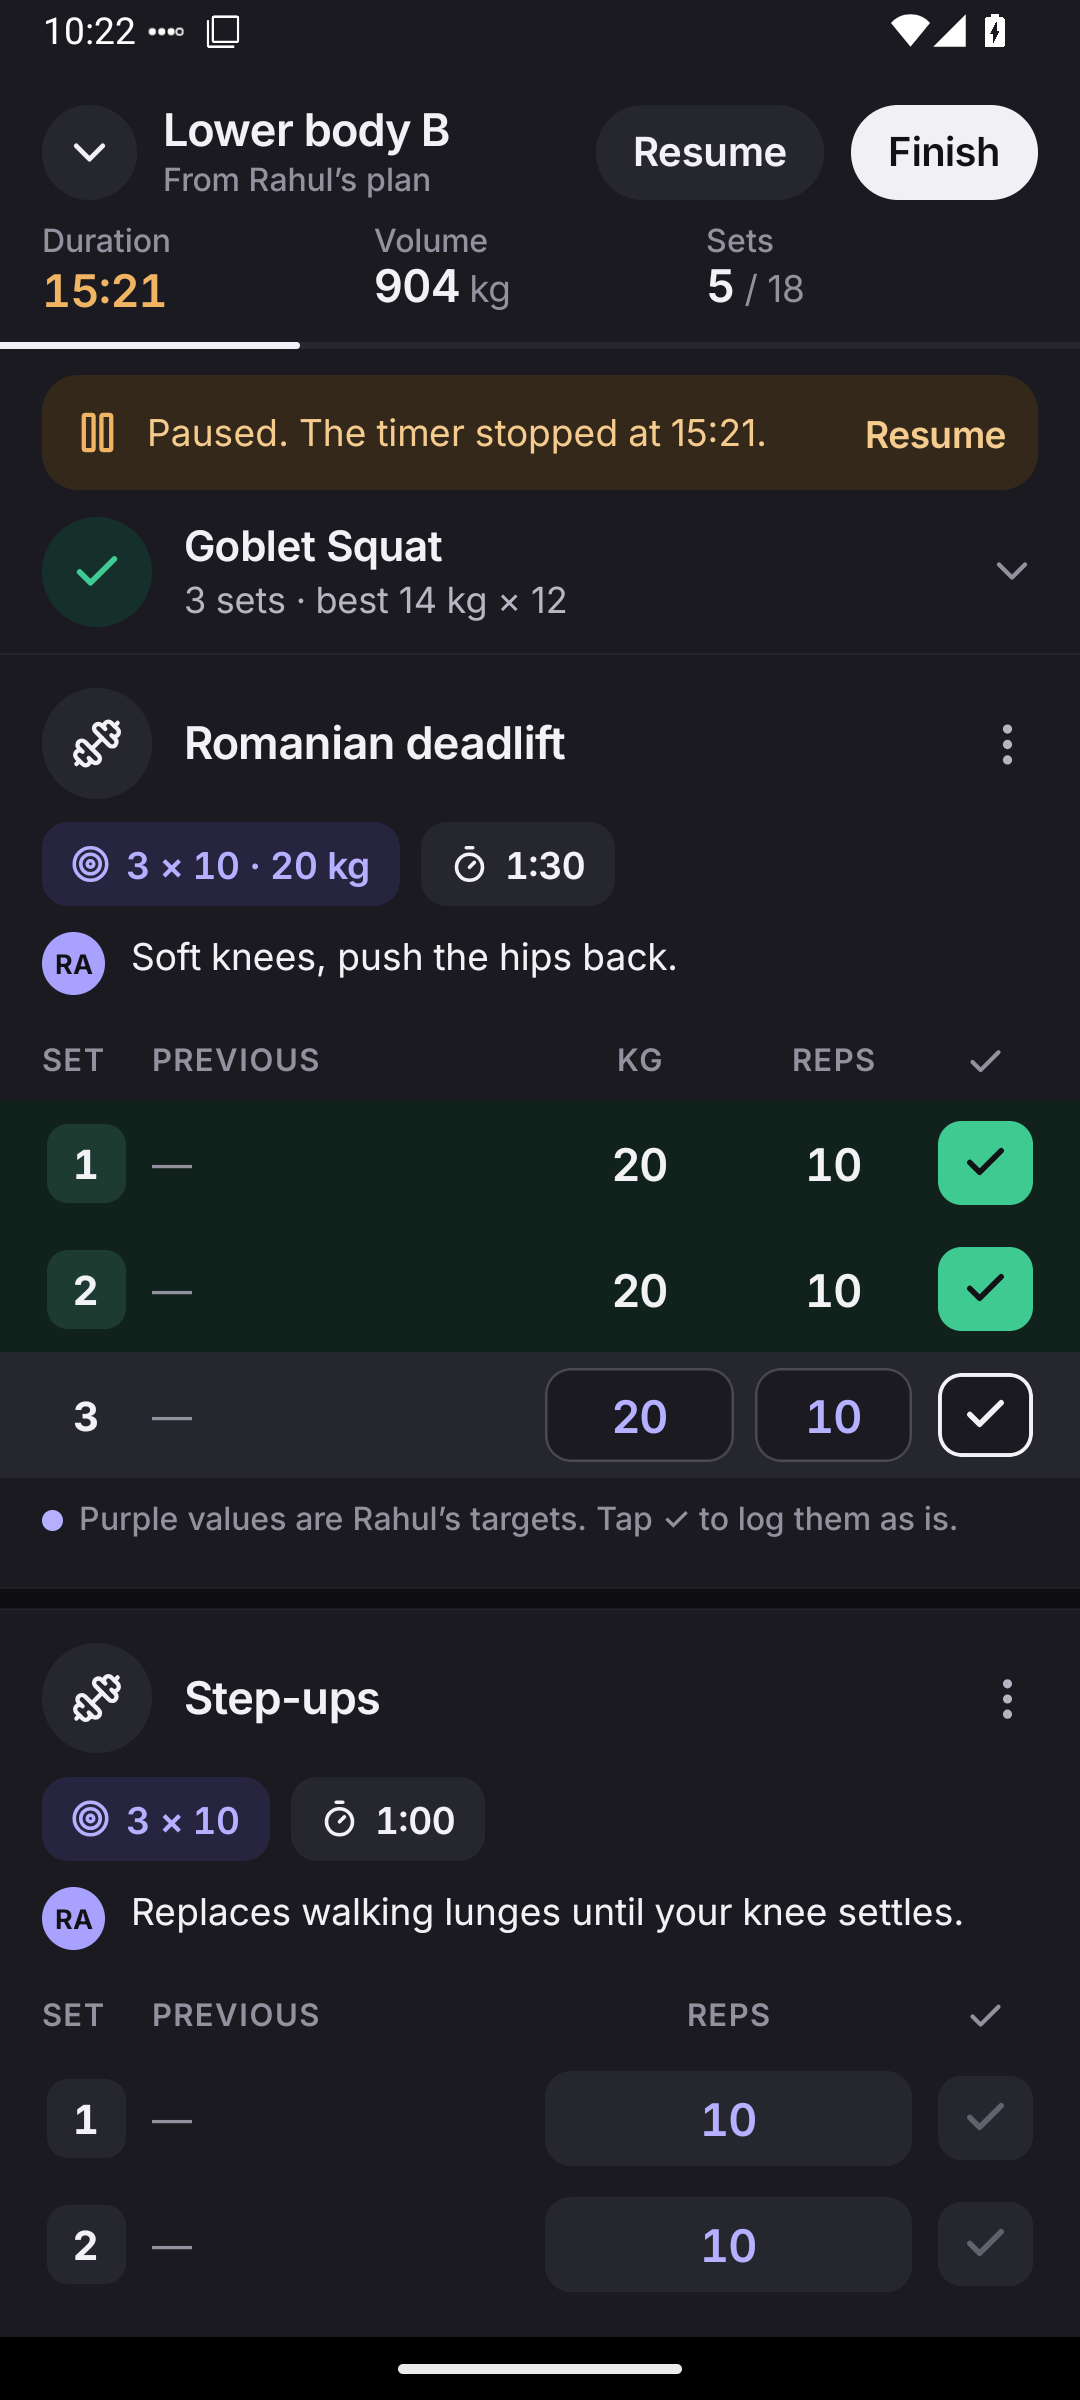 10:22
Lower body B
From Rahul’s plan
Resume
Finish
Duration
15:21
Volume
904 kg
Sets
5 / 18
Paused. The timer stopped at 15:21.
Resume
Goblet Squat
3 sets · best 14 kg × 12
Romanian deadlift
3 × 10 · 20 kg
1:30
RA
Soft knees, push the hips back.
SET PREVIOUS KG REPS ✓
1 — 20 10 ✓
2 — 20 10 ✓
3 — 20 10 ✓
Purple values are Rahul’s targets. Tap ✓ to log them as is.
Step-ups
3 × 10
1:00
RA
Replaces walking lunges until your knee settles.
SET PREVIOUS REPS ✓
1 — 10 ✓
2 — 10 ✓